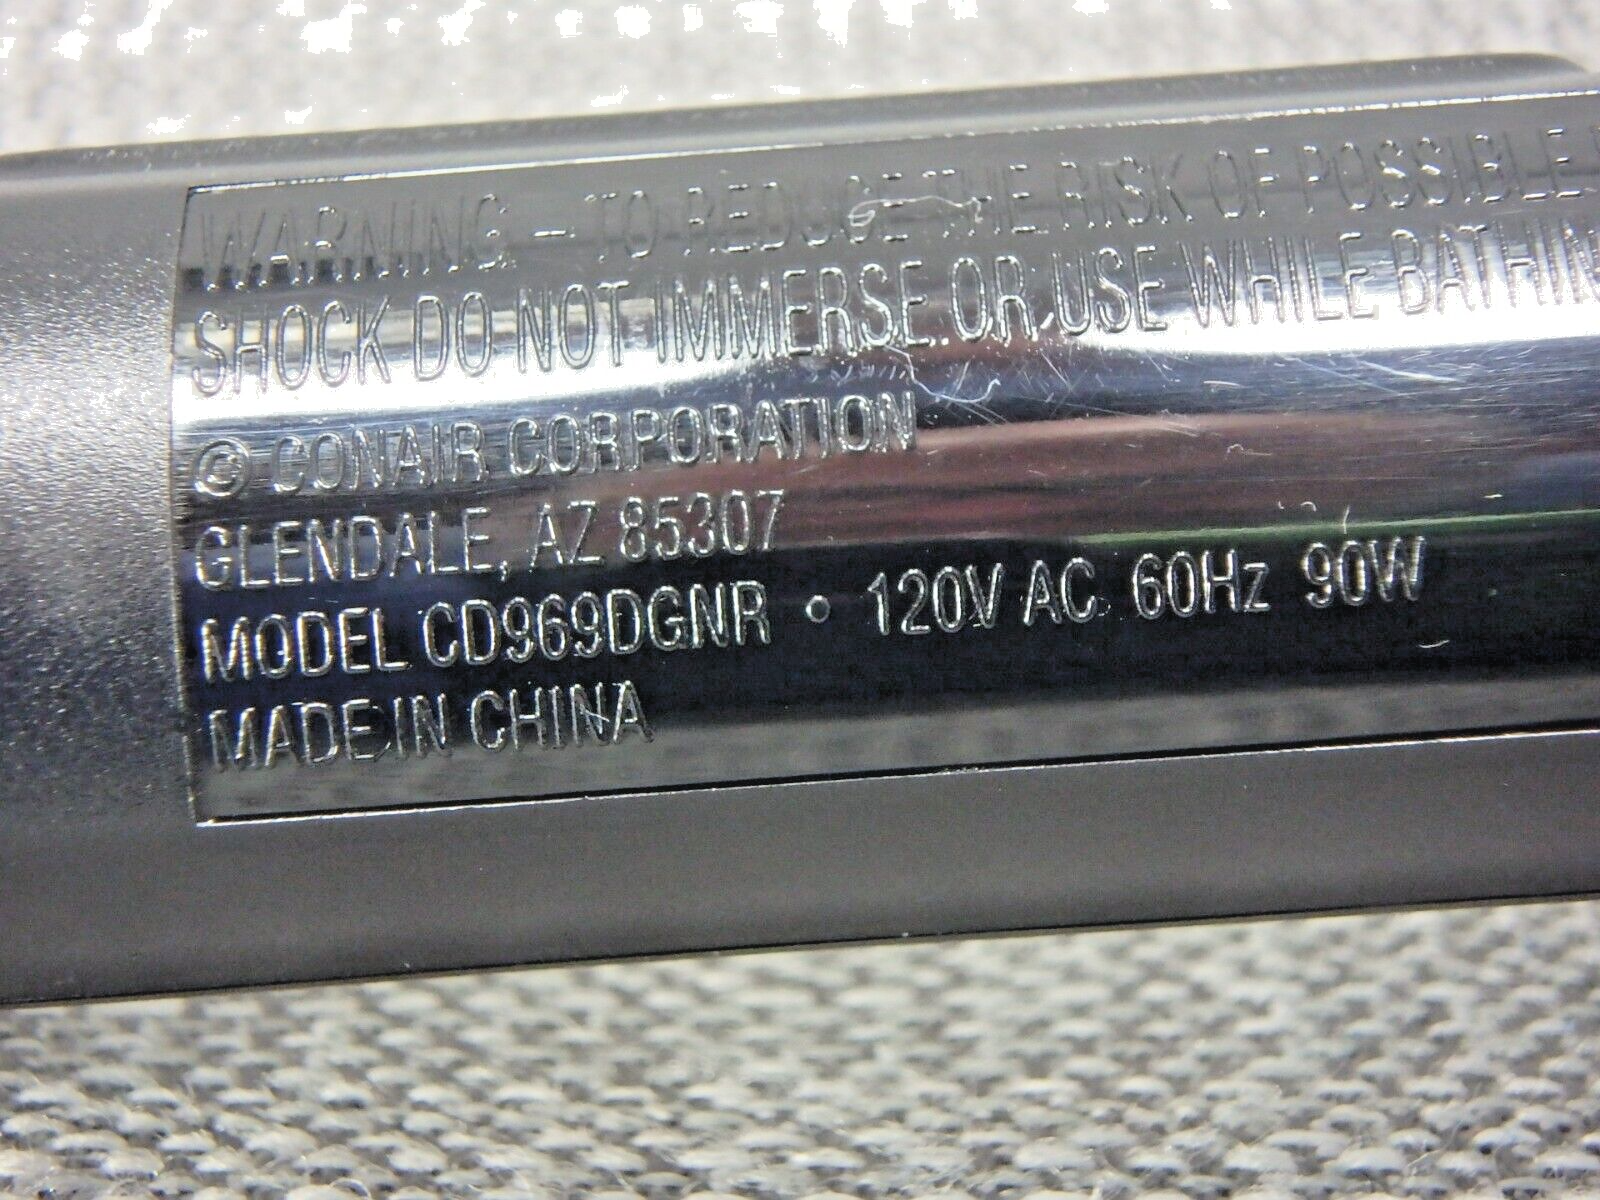 WARNING - TO REDUCE THE RISK OF POSSIBLE
SHOCK DO NOT IMMERSE OR USE WHILE BATHIN
© CONAIR CORPORATION
GLENDALE, AZ 85307
MODEL CD969DGNR • 120V AC 60Hz 90W
MADE IN CHINA